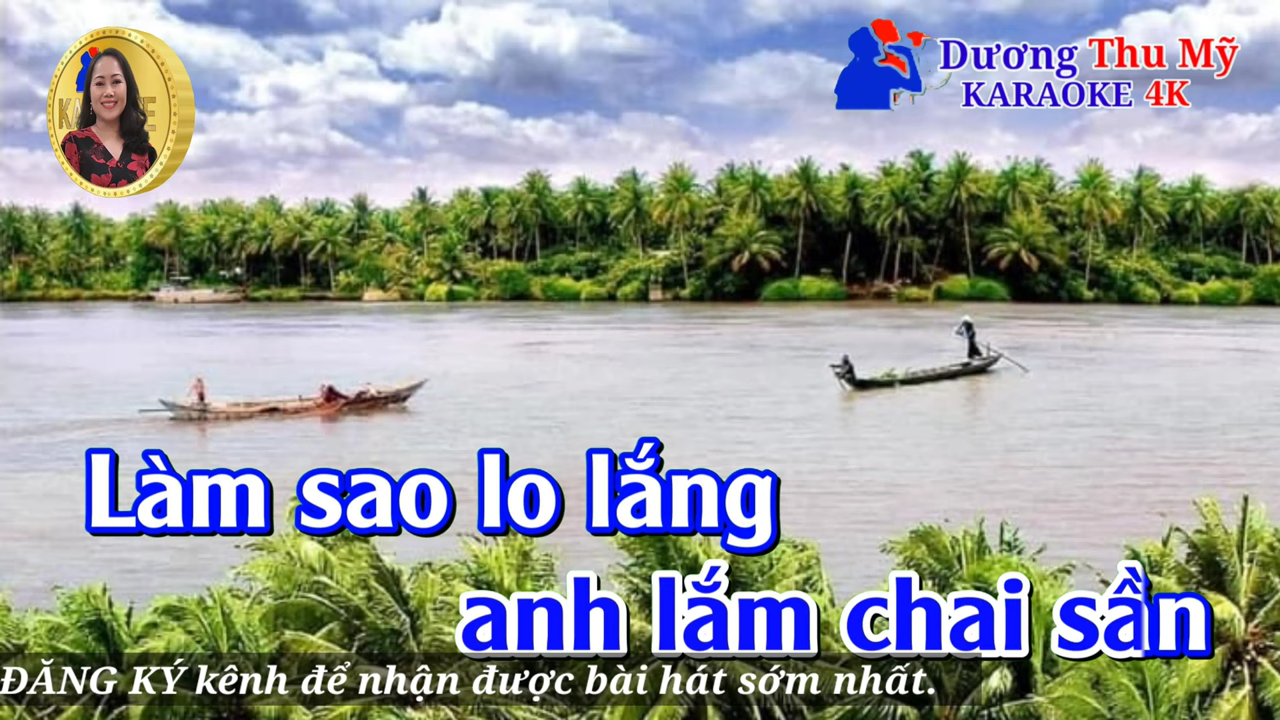 Dương Thu Mỹ
KARAOKE 4K
Làm sao lo lắng
anh lắm chai sần
ĐĂNG KÝ kênh để nhận được bài hát sớm nhất.